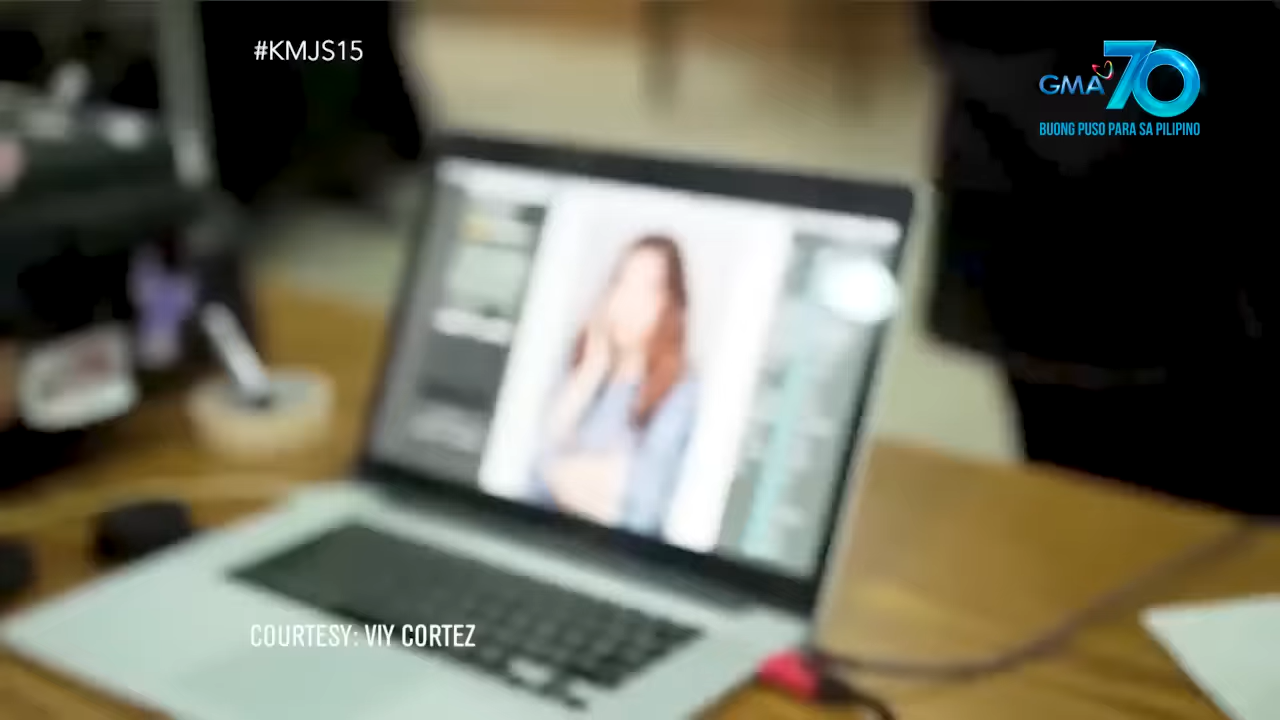 #KMJS15
GMA 70
BUONG PUSO PARA SA PILIPINO
COURTESY: VIY CORTEZ